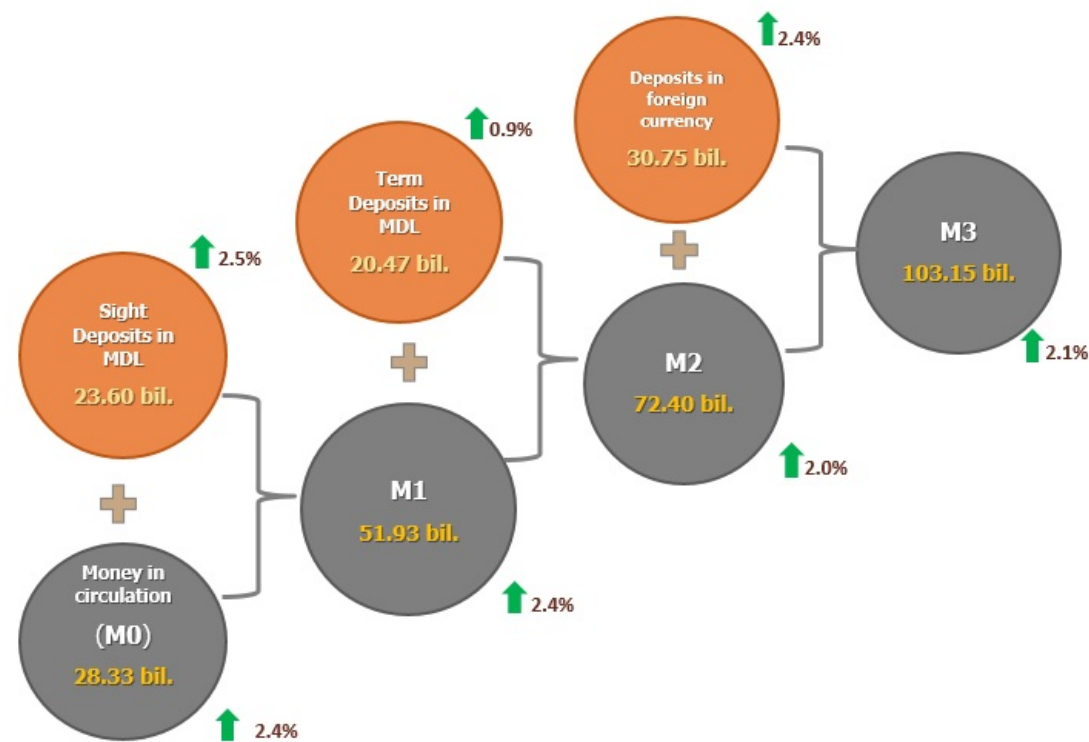 2.4%
Deposits in
foreign
currency
30.75 bil.
0.9%
Term
Deposits in
MDL
20.47 bil.
M3
103.15 bil.
2.1%
2.5%
Sight
Deposits in
MDL
23.60 bil.
M2
72.40 bil.
2.0%
M1
51.93 bil.
2.4%
Money in
circulation
(M0)
28.33 bil.
2.4%